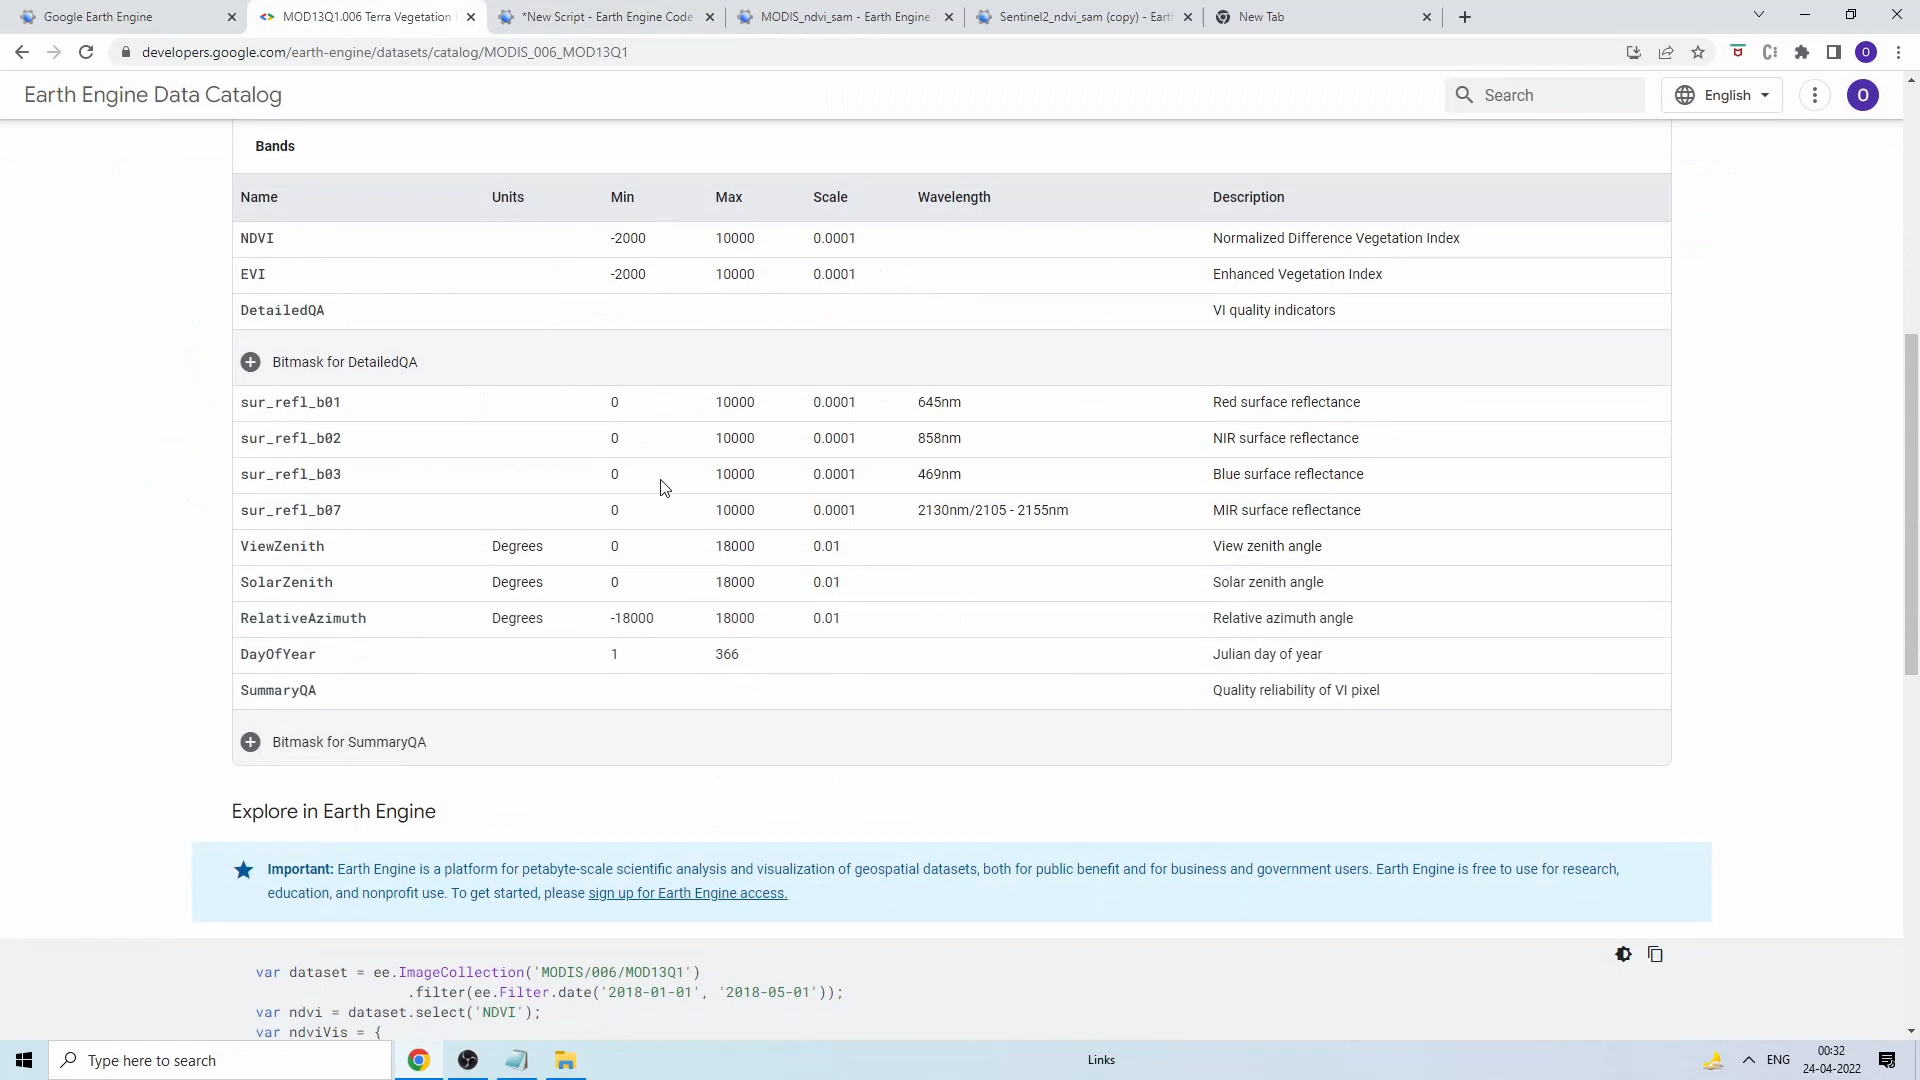 Google Earth Engine
MOD13Q1.006 Terra Vegetation
*New Script - Earth Engine Code
MODIS_ndvi_sam - Earth Engine
Sentinel2_ndvi_sam (copy) - Eart
New Tab
developers.google.com/earth-engine/datasets/catalog/MODIS_006_MOD13Q1
O
Earth Engine Data Catalog
Search
English
O
Bands
Name Units Min Max Scale Wavelength Description
NDVI -2000 10000 0.0001 Normalized Difference Vegetation Index
EVI -2000 10000 0.0001 Enhanced Vegetation Index
DetailedQA VI quality indicators
Bitmask for DetailedQA
sur_refl_b01 0 10000 0.0001 645nm Red surface reflectance
sur_refl_b02 0 10000 0.0001 858nm NIR surface reflectance
sur_refl_b03 0 10000 0.0001 469nm Blue surface reflectance
sur_refl_b07 0 10000 0.0001 2130nm/2105 - 2155nm MIR surface reflectance
ViewZenith Degrees 0 18000 0.01 View zenith angle
SolarZenith Degrees 0 18000 0.01 Solar zenith angle
RelativeAzimuth Degrees -18000 18000 0.01 Relative azimuth angle
DayOfYear 1 366 Julian day of year
SummaryQA Quality reliability of VI pixel
Bitmask for SummaryQA
Explore in Earth Engine
Important: Earth Engine is a platform for petabyte-scale scientific analysis and visualization of geospatial datasets, both for public benefit and for business and government users. Earth Engine is free to use for research,
education, and nonprofit use. To get started, please sign up for Earth Engine access.
var dataset = ee.ImageCollection('MODIS/006/MOD13Q1')
.filter(ee.Filter.date('2018-01-01', '2018-05-01'));
var ndvi = dataset.select('NDVI');
var ndviVis = {
Type here to search
Links
ENG
00:32
24-04-2022